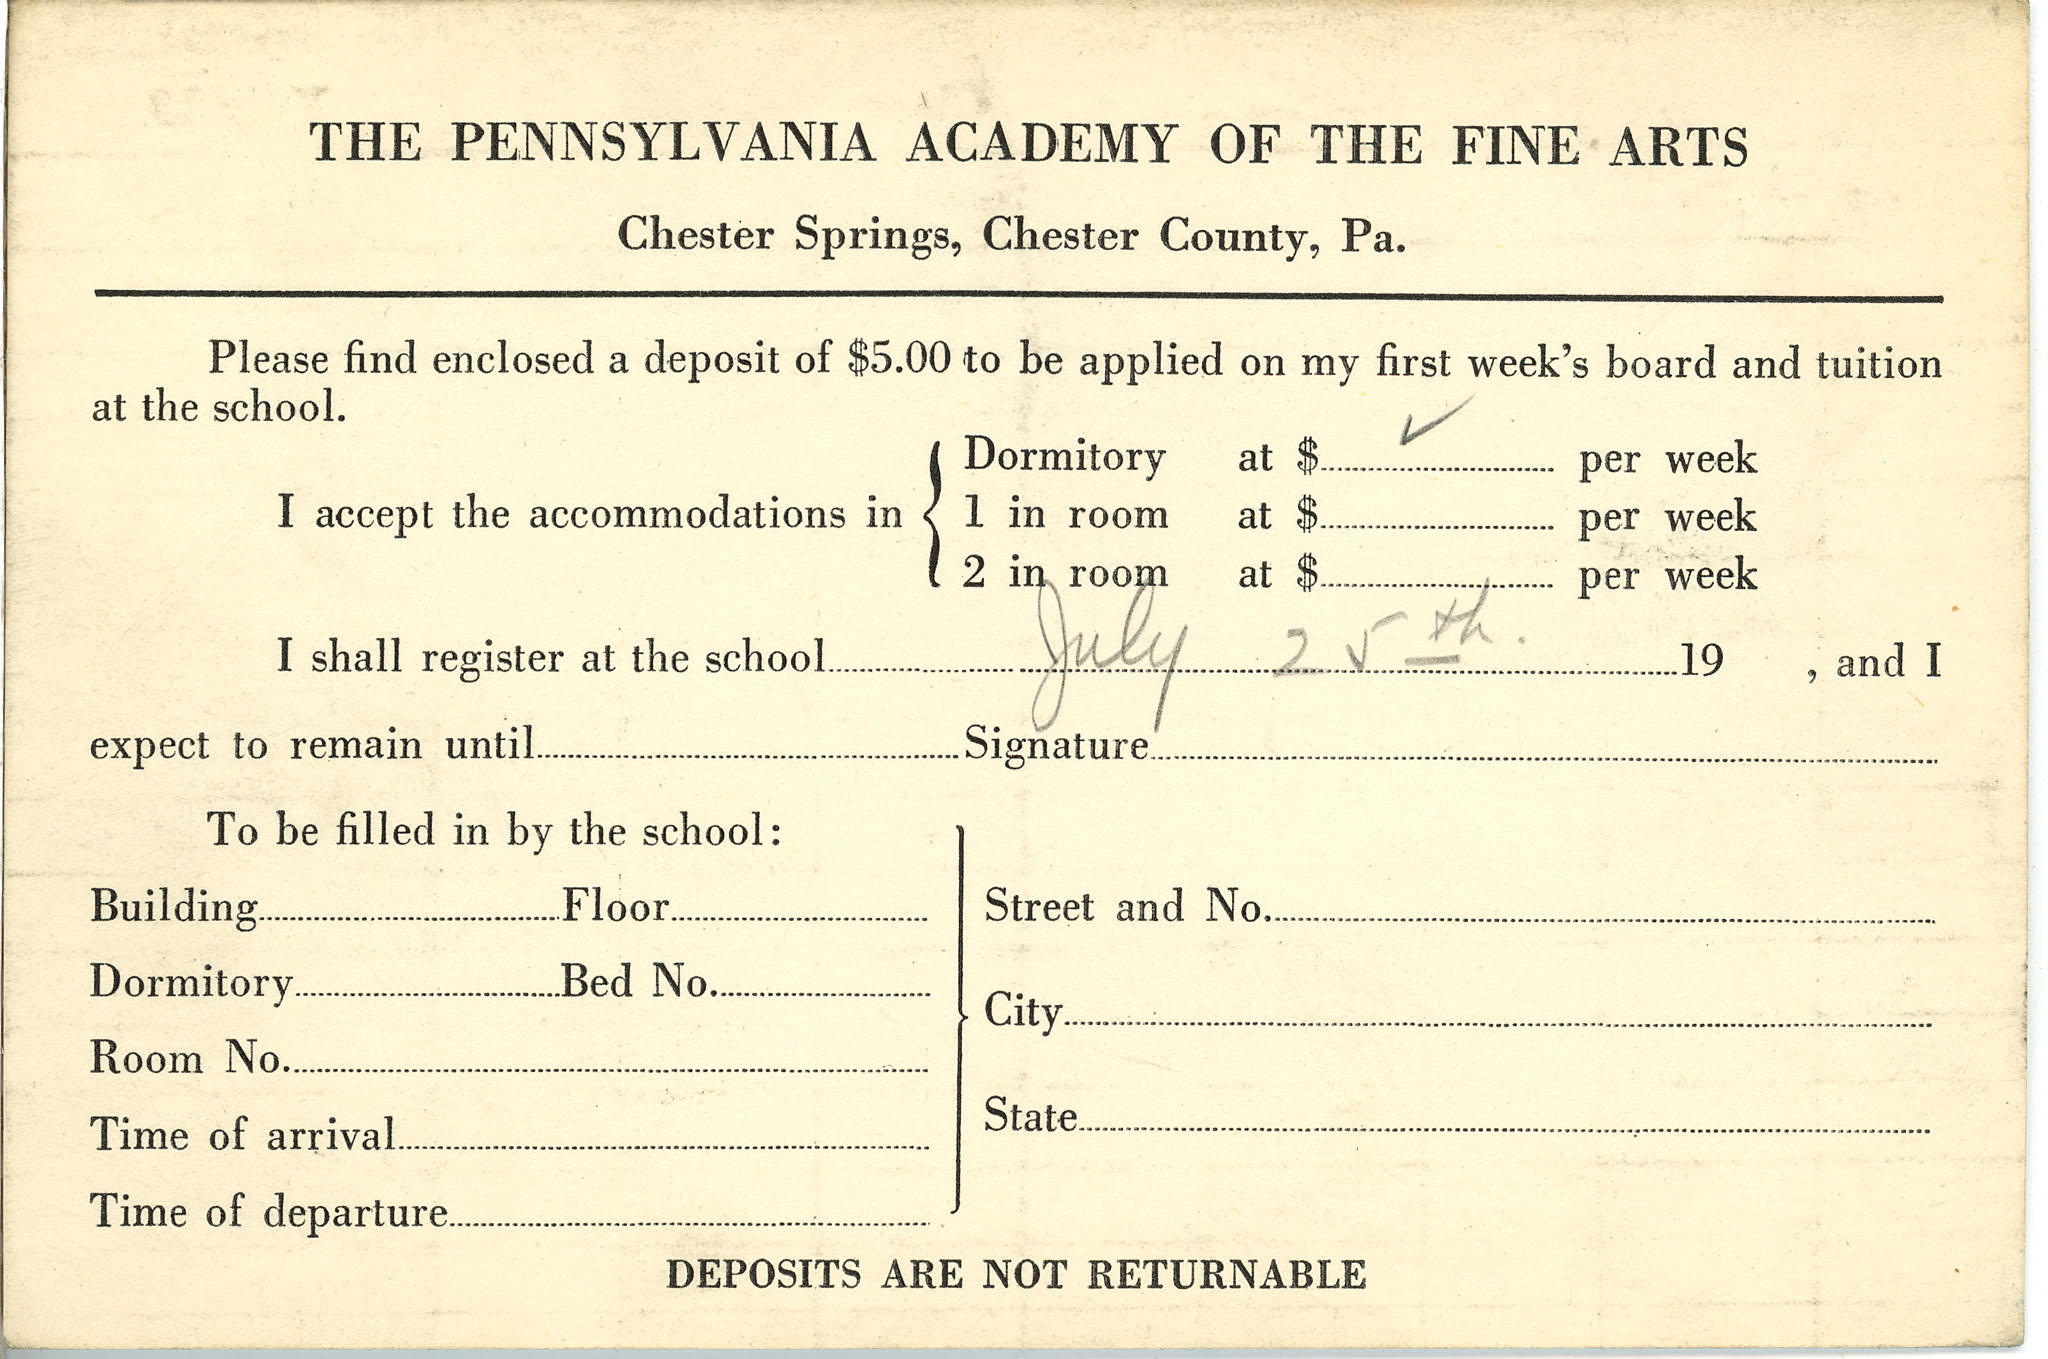 THE PENNSYLVANIA ACADEMY OF THE FINE ARTS
Chester Springs, Chester County, Pa.
Please find enclosed a deposit of $5.00 to be applied on my first week's board and tuition
at the school.
I accept the accommodations in
Dormitory at $ ✓ per week
1 in room at $ per week
2 in room at $ per week
I shall register at the school July 25th. 19 , and I
expect to remain until Signature
To be filled in by the school:
Building Floor
Dormitory Bed No.
Room No.
Time of arrival
Time of departure
Street and No.
City
State
DEPOSITS ARE NOT RETURNABLE